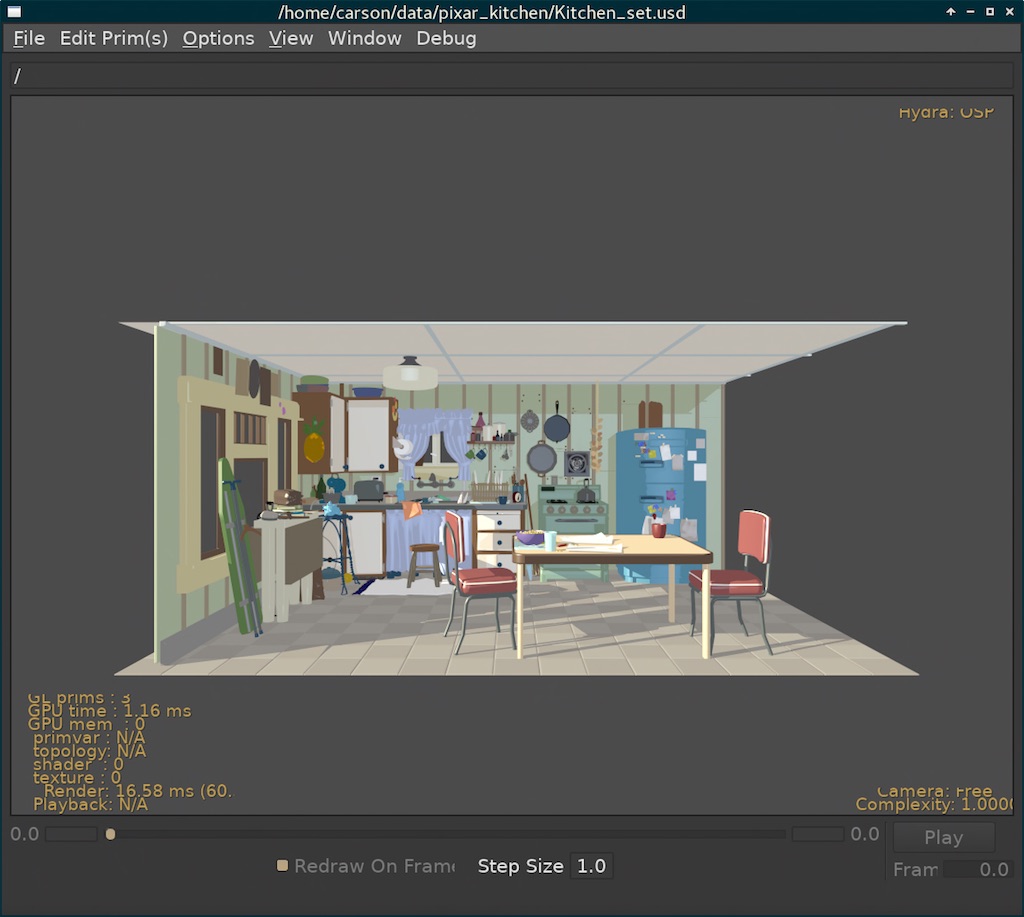 /home/carson/data/pixar_kitchen/Kitchen_set.usd
File Edit Prim(s) Options View Window Debug
/
Hydra: OSP
GL prims : 3
GPU time : 1.16 ms
GPU mem : 0
primvar : N/A
topology: N/A
shader : 0
texture : 0
Render: 16.58 ms (60.
Playback: N/A
Camera: Free
Complexity: 1.0000
0.0
0.0
Play
Redraw On Frame
Step Size 1.0
Fram
0.0